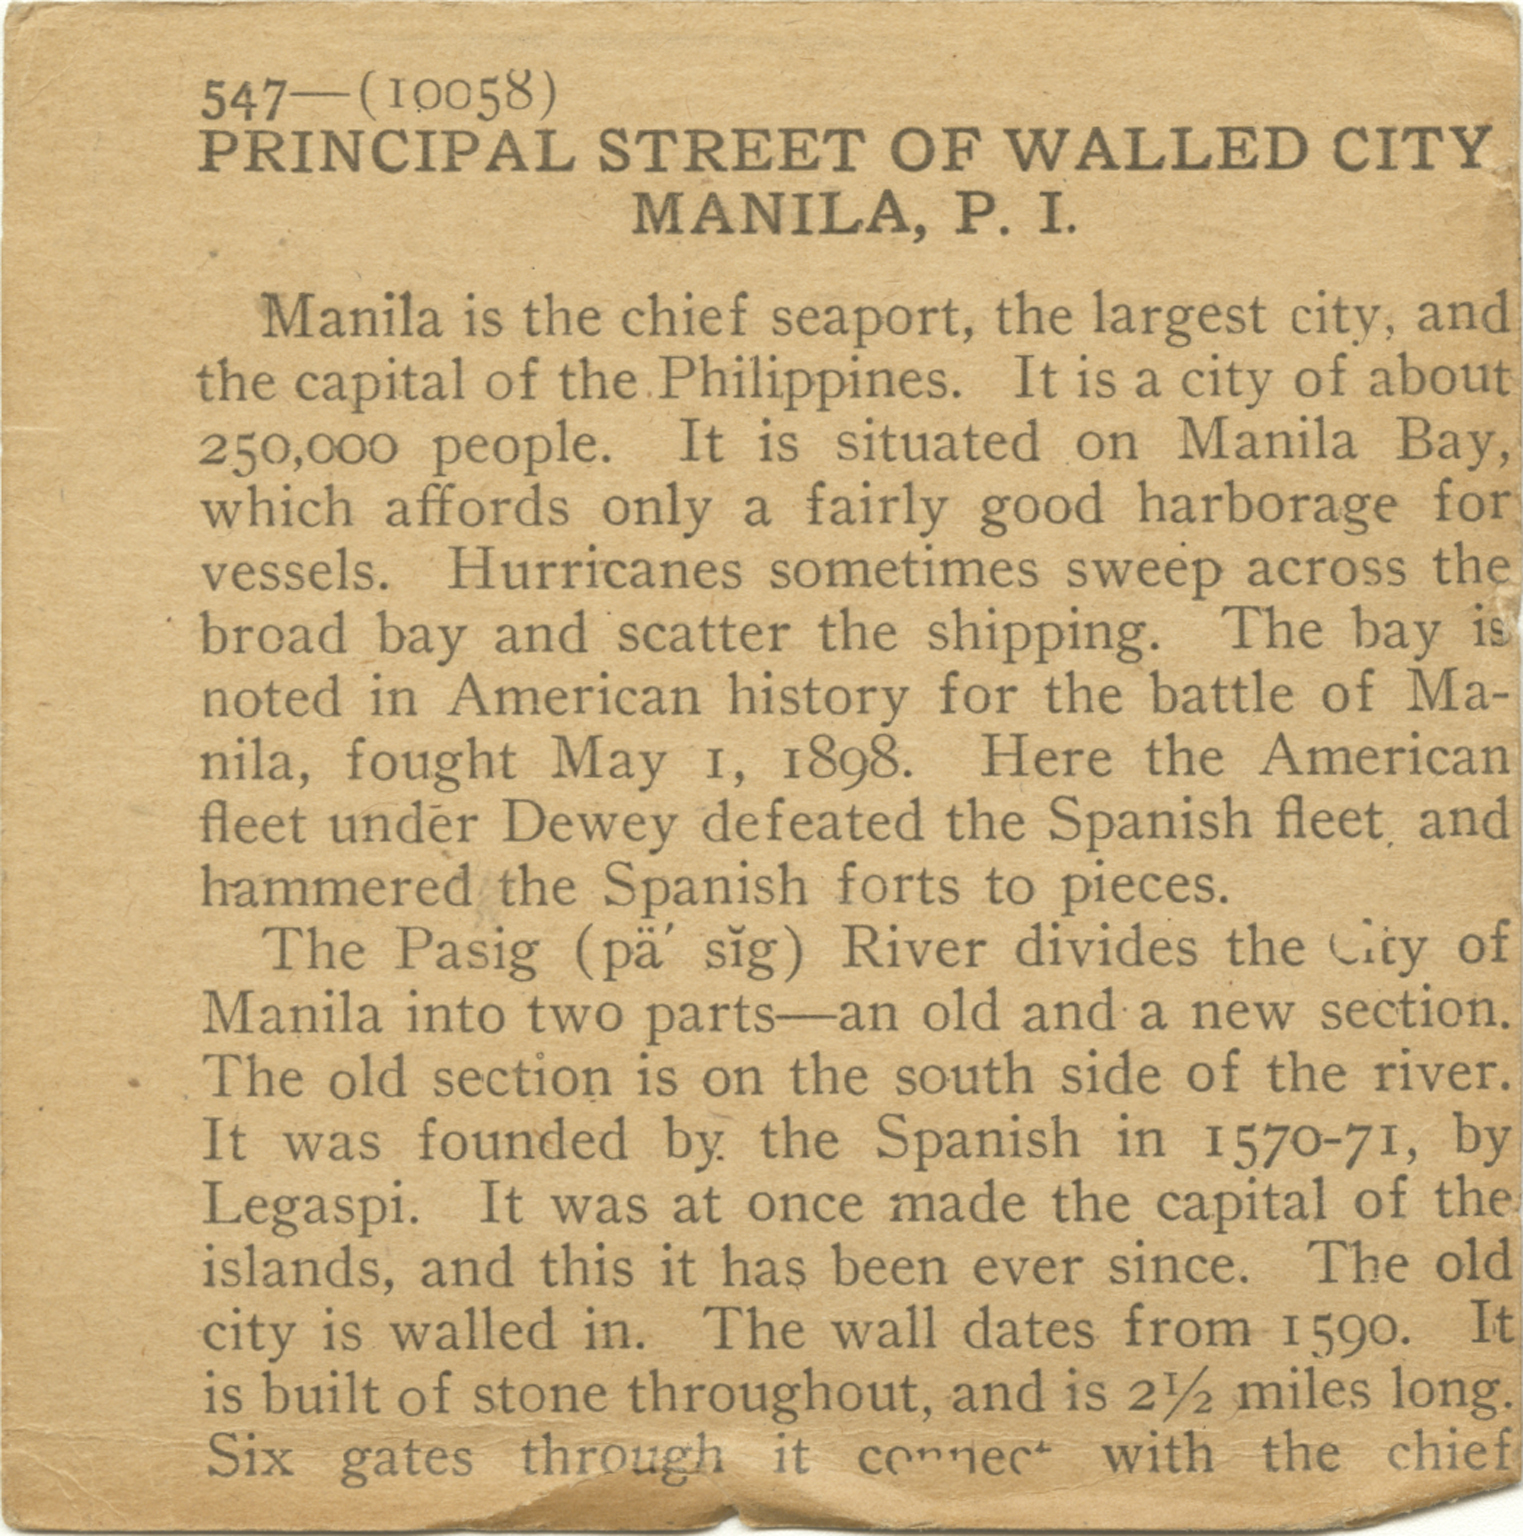 547—(10058)
PRINCIPAL STREET OF WALLED CITY
MANILA, P. I.
Manila is the chief seaport, the largest city, and
the capital of the Philippines. It is a city of about
250,000 people. It is situated on Manila Bay,
which affords only a fairly good harborage for
vessels. Hurricanes sometimes sweep across the
broad bay and scatter the shipping. The bay is
noted in American history for the battle of Ma-
nila, fought May 1, 1898. Here the American
fleet under Dewey defeated the Spanish fleet, and
hammered the Spanish forts to pieces.
The Pasig (pä′ sĭg) River divides the City of
Manila into two parts—an old and a new section.
The old section is on the south side of the river.
It was founded by the Spanish in 1570-71, by
Legaspi. It was at once made the capital of the
islands, and this it has been ever since. The old
city is walled in. The wall dates from 1590. It
is built of stone throughout, and is 2½ miles long.
Six gates through it connect with the chief